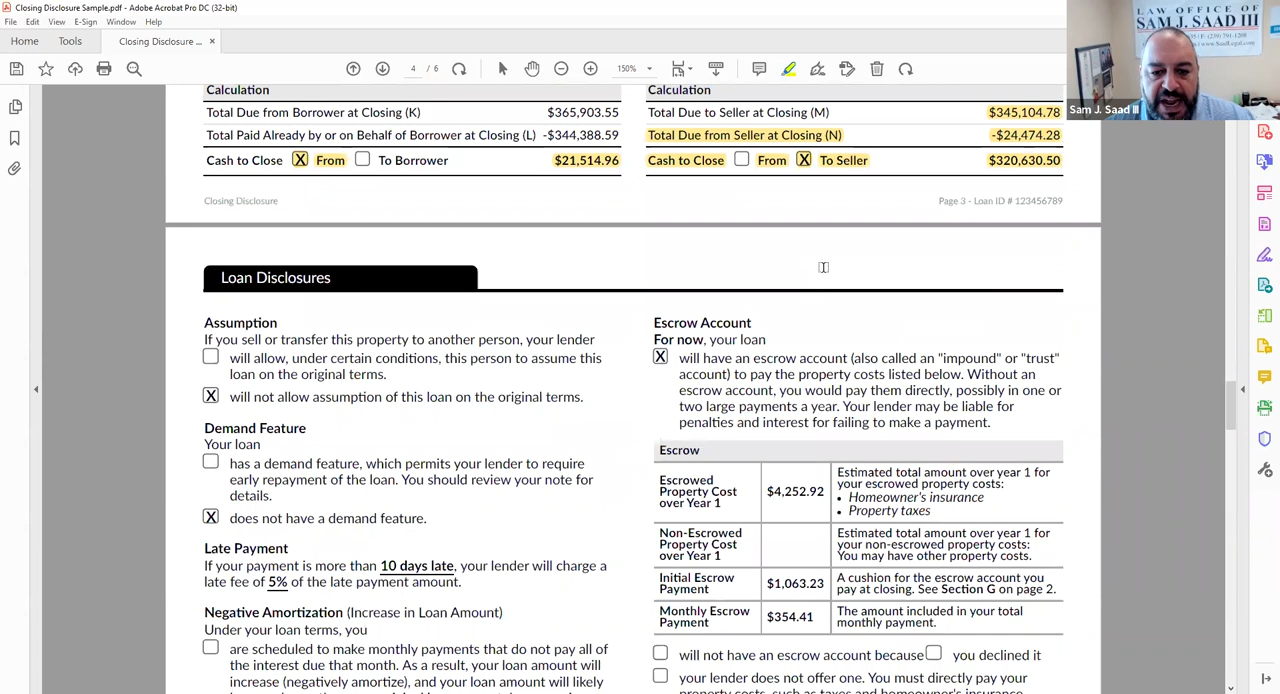 Closing Disclosure Sample.pdf - Adobe Acrobat Pro DC (32-bit)
File Edit View E-Sign Window Help
Home Tools Closing Disclosure ... ×
4 / 6 150%
LAW OFFICE OF
SAM J. SAAD III
Sam J. Saad III
Calculation
Total Due from Borrower at Closing (K) $365,903.55
Total Paid Already by or on Behalf of Borrower at Closing (L) -$344,388.59
Cash to Close X From To Borrower $21,514.96
Calculation
Total Due to Seller at Closing (M) $345,104.78
Total Due from Seller at Closing (N) -$24,474.28
Cash to Close From X To Seller $320,630.50
Closing Disclosure Page 3 - Loan ID # 123456789
Loan Disclosures
Assumption
If you sell or transfer this property to another person, your lender
will allow, under certain conditions, this person to assume this
loan on the original terms.
X will not allow assumption of this loan on the original terms.
Demand Feature
Your loan
has a demand feature, which permits your lender to require
early repayment of the loan. You should review your note for
details.
X does not have a demand feature.
Late Payment
If your payment is more than 10 days late, your lender will charge a
late fee of 5% of the late payment amount.
Negative Amortization (Increase in Loan Amount)
Under your loan terms, you
are scheduled to make monthly payments that do not pay all of
the interest due that month. As a result, your loan amount will
increase (negatively amortize), and your loan amount will likely
Escrow Account
For now, your loan
X will have an escrow account (also called an "impound" or "trust"
account) to pay the property costs listed below. Without an
escrow account, you would pay them directly, possibly in one or
two large payments a year. Your lender may be liable for
penalties and interest for failing to make a payment.
Escrow
Escrowed
Property Cost
over Year 1
$4,252.92
Estimated total amount over year 1 for
your escrowed property costs:
• Homeowner's insurance
• Property taxes
Non-Escrowed
Property Cost
over Year 1
Estimated total amount over year 1 for
your non-escrowed property costs:
You may have other property costs.
Initial Escrow
Payment
$1,063.23
A cushion for the escrow account you
pay at closing. See Section G on page 2.
Monthly Escrow
Payment
$354.41
The amount included in your total
monthly payment.
will not have an escrow account because you declined it
your lender does not offer one. You must directly pay your
property costs, such as taxes and homeowner's insurance